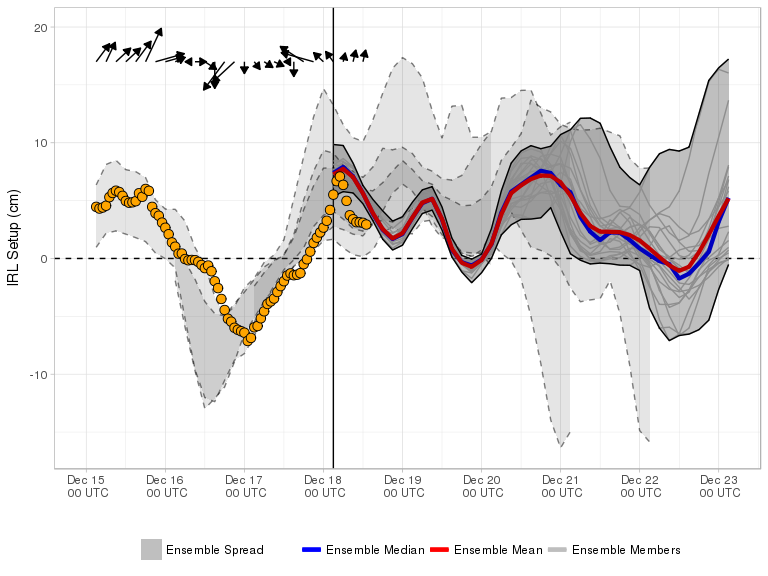 20
10
0
-10
IRL Setup (cm)
Dec 15 Dec 16 Dec 17 Dec 18 Dec 19 Dec 20 Dec 21 Dec 22 Dec 23
00 UTC 00 UTC 00 UTC 00 UTC 00 UTC 00 UTC 00 UTC 00 UTC 00 UTC
Ensemble Spread Ensemble Median Ensemble Mean Ensemble Members